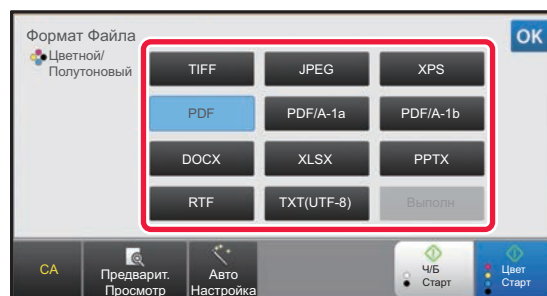 Формат Файла
OK
Цветной/
Полутоновый
TIFF JPEG XPS
PDF PDF/A-1a PDF/A-1b
DOCX XLSX PPTX
RTF TXT(UTF-8) Выполн
CA
Предварит.
Просмотр
Авто
Настройка
Ч/Б
Старт
Цвет
Старт